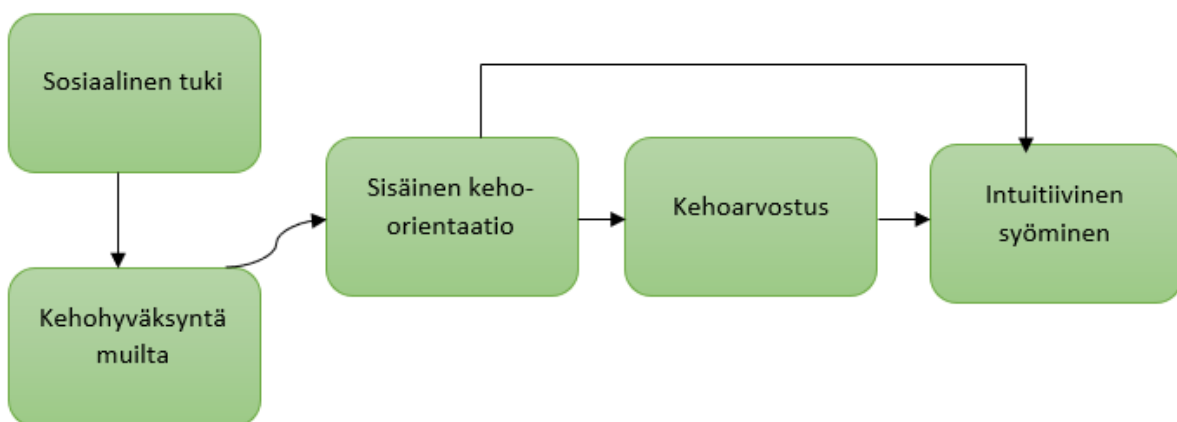 Sosiaalinen tuki
Kehohyväksyntä
muilta
Sisäinen keho-
orientaatio
Kehoarvostus
Intuitiivinen
syöminen